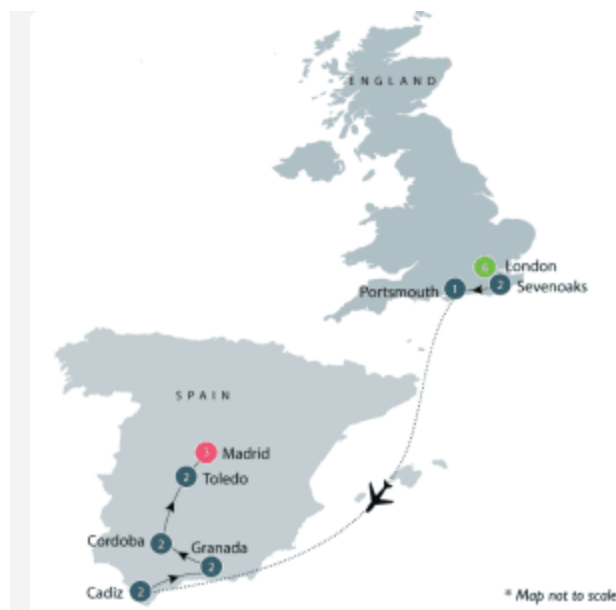 ENGLAND
6 London
Portsmouth 1 2 Sevenoaks
SPAIN
3 Madrid
2 Toledo
Cordoba 2
Granada
2
Cadiz 2
* Map not to scale